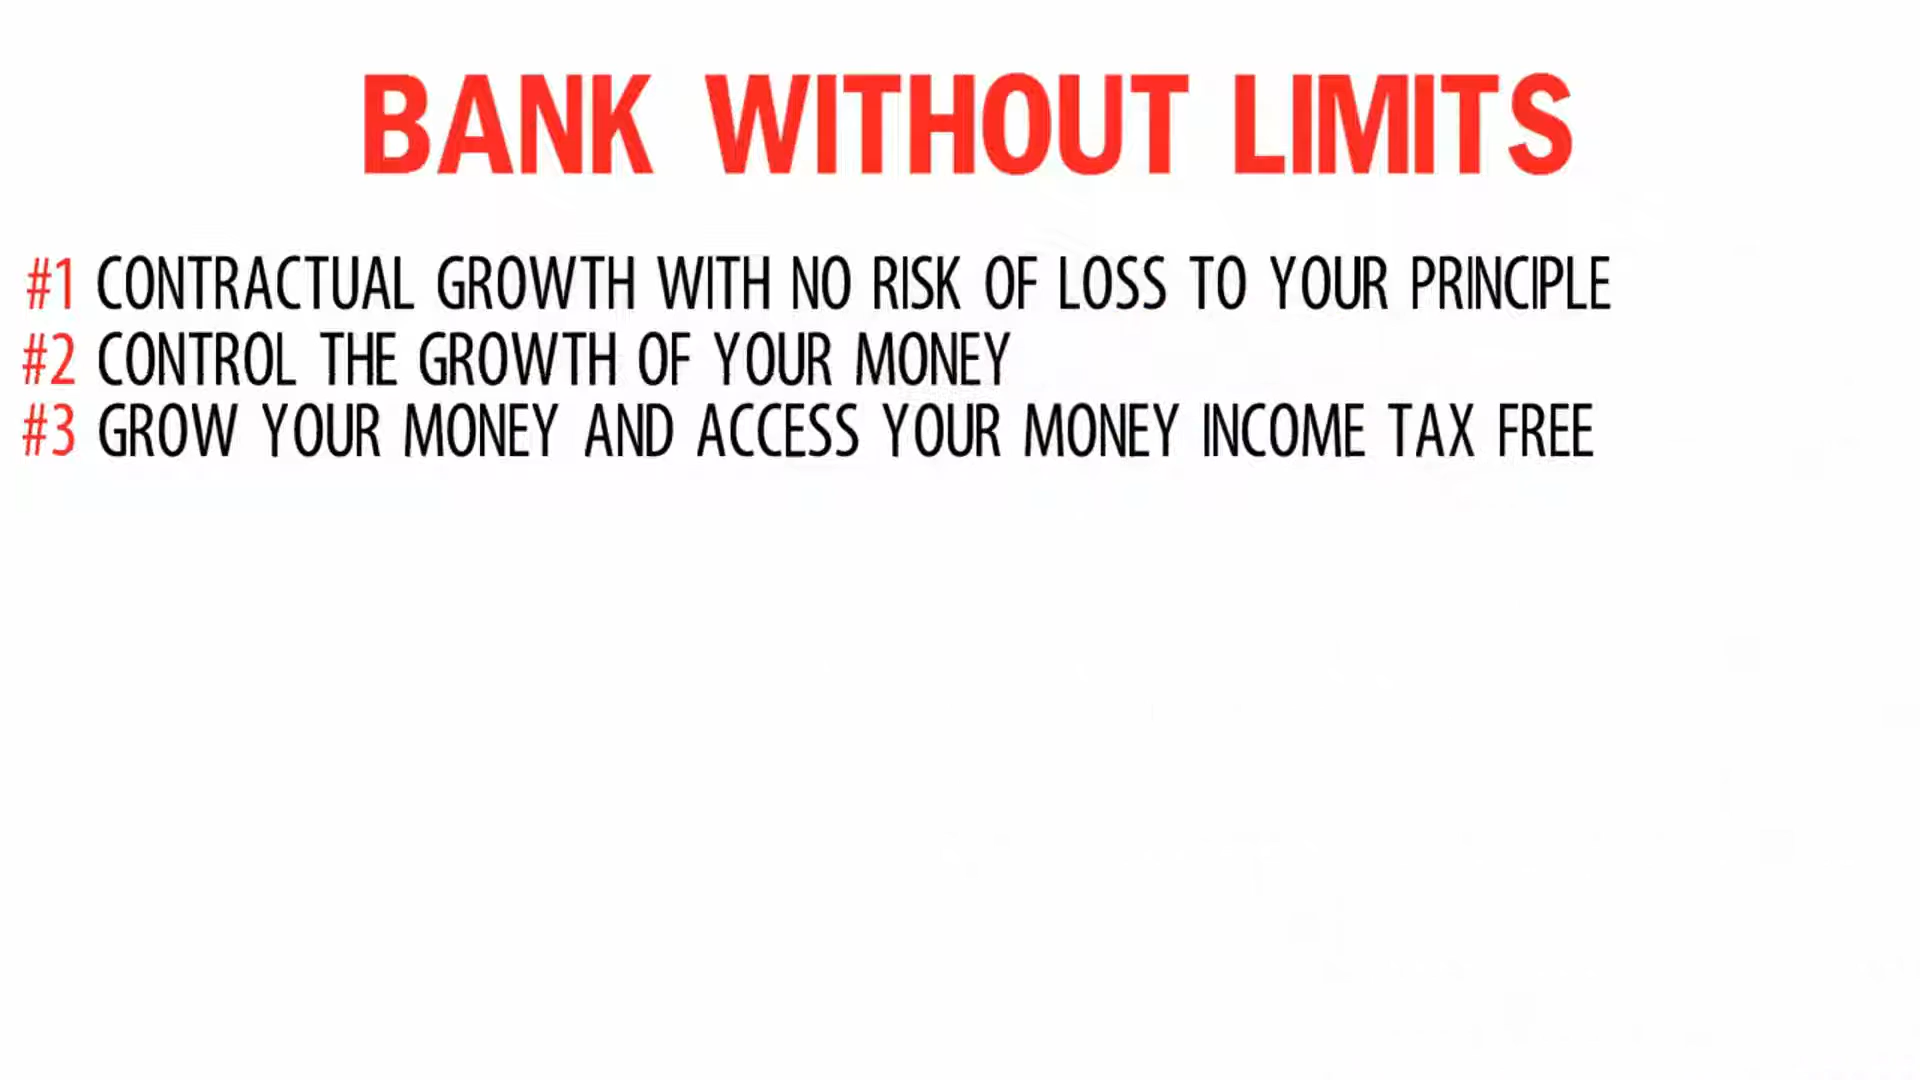 BANK WITHOUT LIMITS
#1 CONTRACTUAL GROWTH WITH NO RISK OF LOSS TO YOUR PRINCIPLE
#2 CONTROL THE GROWTH OF YOUR MONEY
#3 GROW YOUR MONEY AND ACCESS YOUR MONEY INCOME TAX FREE